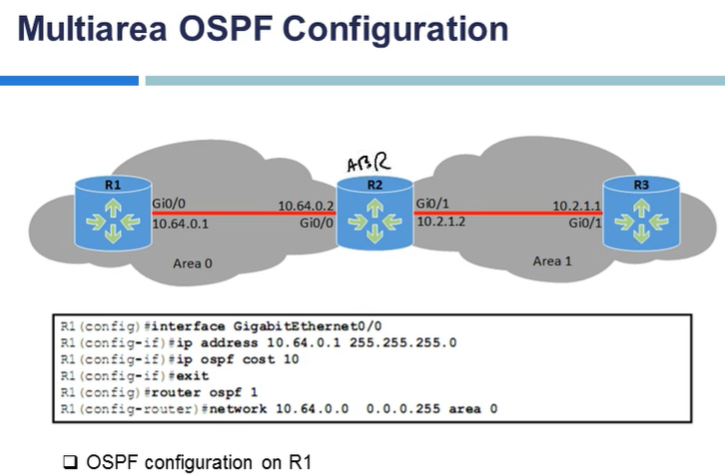 Multiarea OSPF Configuration
ABR
R1
R2
R3
Gi0/0
10.64.0.2
Gi0/1
10.2.1.1
10.64.0.1
Gi0/0
10.2.1.2
Gi0/1
Area 0
Area 1
R1(config)#interface GigabitEthernet0/0
R1(config-if)#ip address 10.64.0.1 255.255.255.0
R1(config-if)#ip ospf cost 10
R1(config-if)#exit
R1(config)#router ospf 1
R1(config-router)#network 10.64.0.0 0.0.0.255 area 0
❑ OSPF configuration on R1